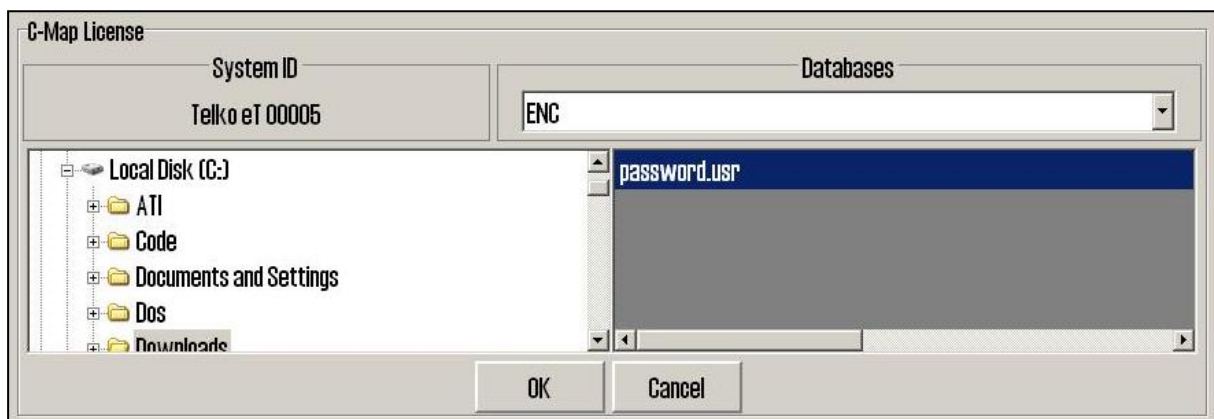 C-Map License
System ID
Databases
Telko eT 00005
ENC
Local Disk (C:)
password.usr
ATI
Code
Documents and Settings
Dos
Downloads
OK
Cancel